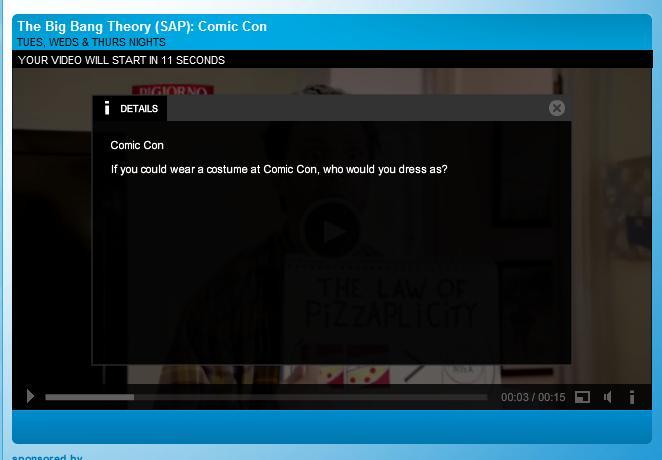 The Big Bang Theory (SAP): Comic Con
TUES, WEDS & THURS NIGHTS
YOUR VIDEO WILL START IN 11 SECONDS
DiGIORNO
DETAILS
Comic Con
If you could wear a costume at Comic Con, who would you dress as?
THE LAW OF
PiZZAPLiCiTY
00:03 / 00:15
sponsored by